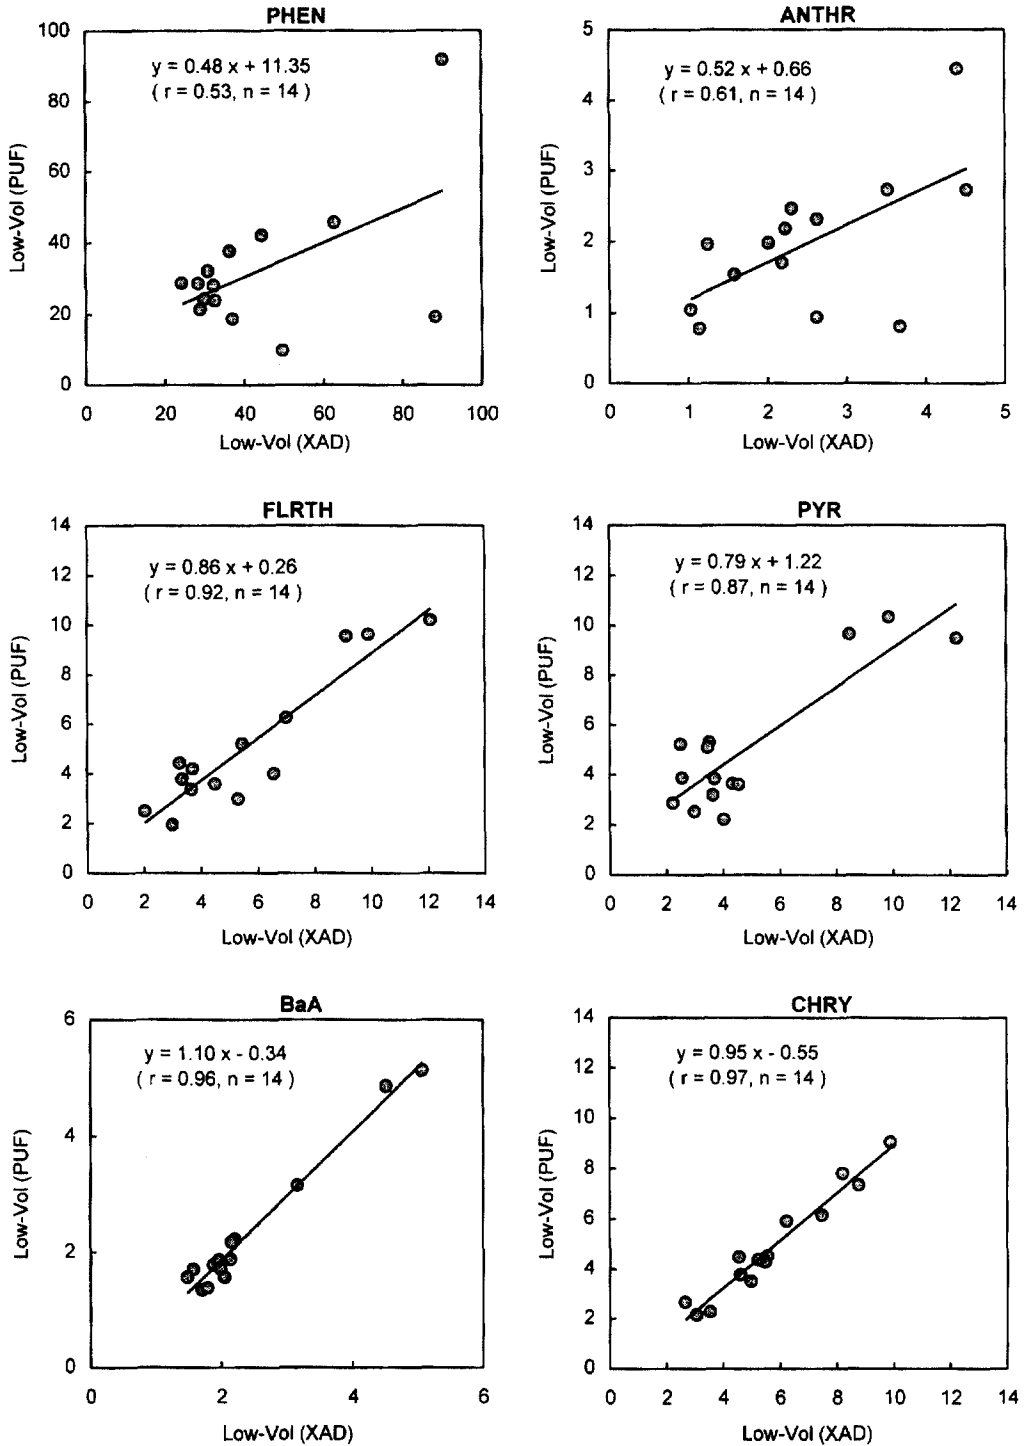 PHEN
100
80
60
40
20
0
Low-Vol (PUF)
y = 0.48 x + 11.35
( r = 0.53, n = 14 )
0 20 40 60 80 100
Low-Vol (XAD)
ANTHR
5
4
3
2
1
0
Low-Vol (PUF)
y = 0.52 x + 0.66
( r = 0.61, n = 14 )
0 1 2 3 4 5
Low-Vol (XAD)
FLRTH
14
12
10
8
6
4
2
0
Low-Vol (PUF)
y = 0.86 x + 0.26
( r = 0.92, n = 14 )
0 2 4 6 8 10 12 14
Low-Vol (XAD)
PYR
14
12
10
8
6
4
2
0
Low-Vol (PUF)
y = 0.79 x + 1.22
( r = 0.87, n = 14 )
0 2 4 6 8 10 12 14
Low-Vol (XAD)
BaA
6
4
2
0
Low-Vol (PUF)
y = 1.10 x - 0.34
( r = 0.96, n = 14 )
0 2 4 6
Low-Vol (XAD)
CHRY
14
12
10
8
6
4
2
0
Low-Vol (PUF)
y = 0.95 x - 0.55
( r = 0.97, n = 14 )
0 2 4 6 8 10 12 14
Low-Vol (XAD)